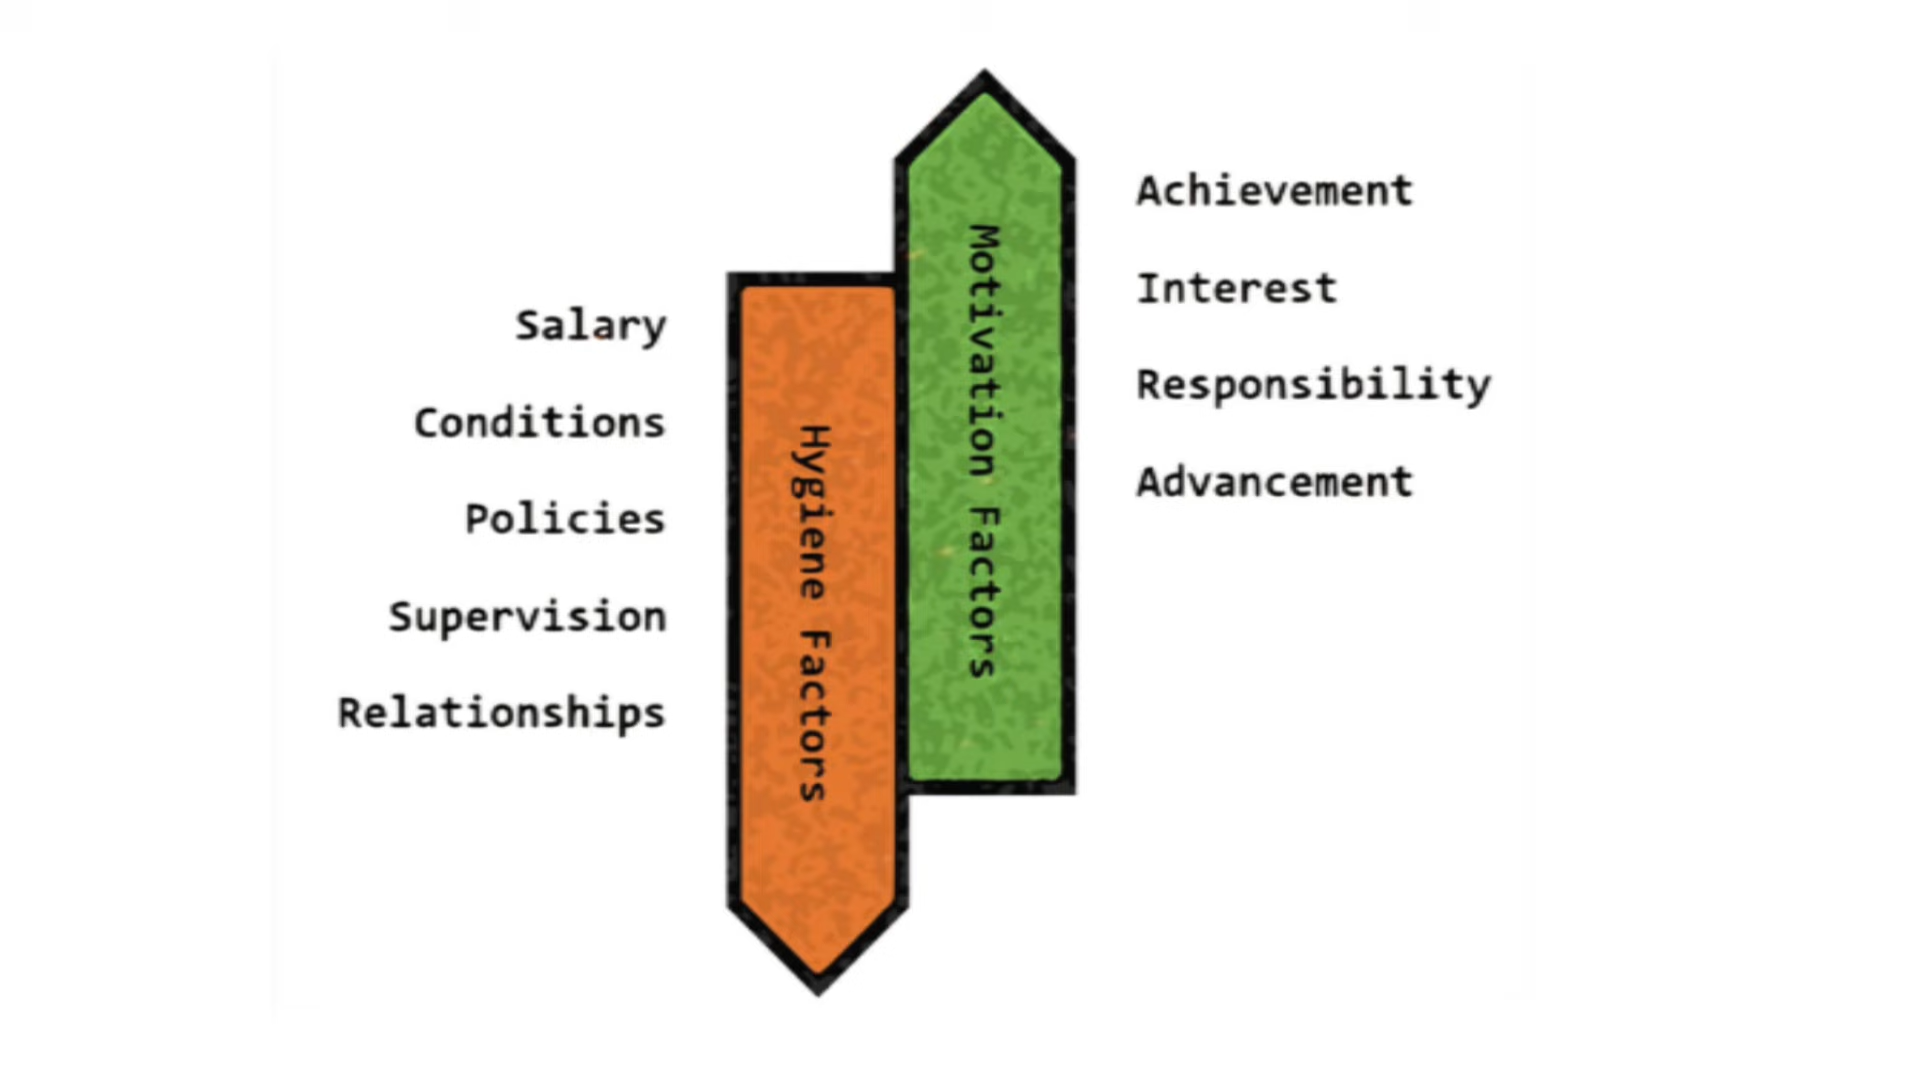 Salary
Conditions
Policies
Supervision
Relationships
Hygiene Factors
Motivation Factors
Achievement
Interest
Responsibility
Advancement